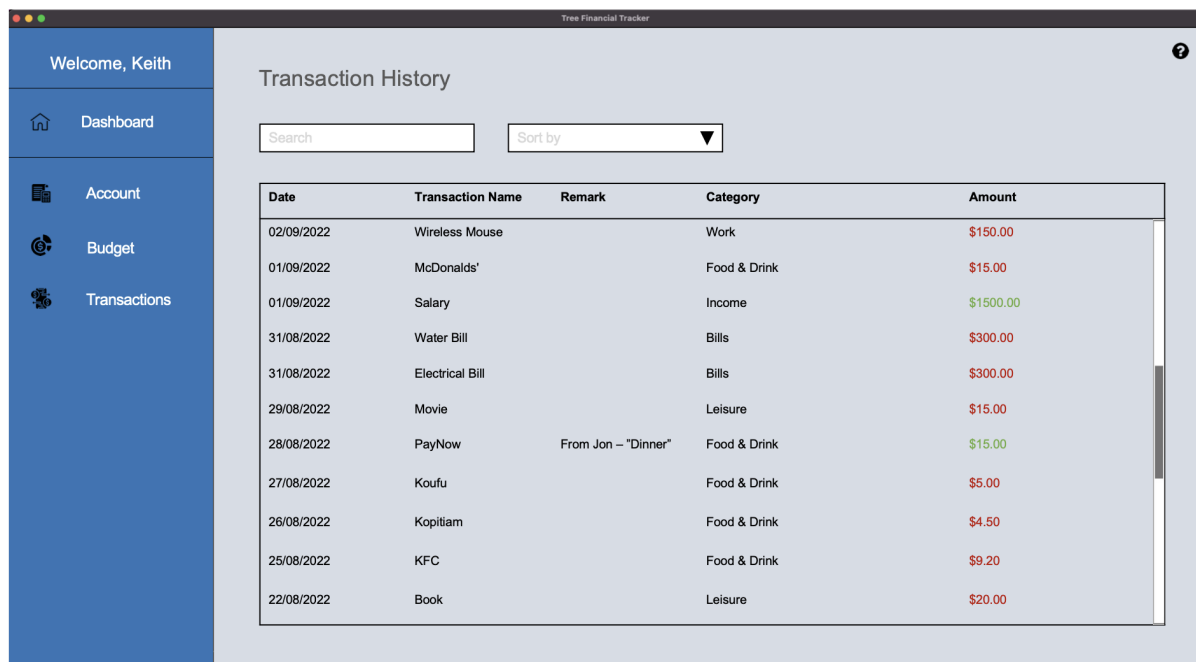 Tree Financial Tracker
Welcome, Keith
Dashboard
Account
Budget
Transactions
?
Transaction History
Search
Sort by
Date Transaction Name Remark Category Amount
02/09/2022 Wireless Mouse Work $150.00
01/09/2022 McDonalds' Food & Drink $15.00
01/09/2022 Salary Income $1500.00
31/08/2022 Water Bill Bills $300.00
31/08/2022 Electrical Bill Bills $300.00
29/08/2022 Movie Leisure $15.00
28/08/2022 PayNow From Jon – "Dinner" Food & Drink $15.00
27/08/2022 Koufu Food & Drink $5.00
26/08/2022 Kopitiam Food & Drink $4.50
25/08/2022 KFC Food & Drink $9.20
22/08/2022 Book Leisure $20.00